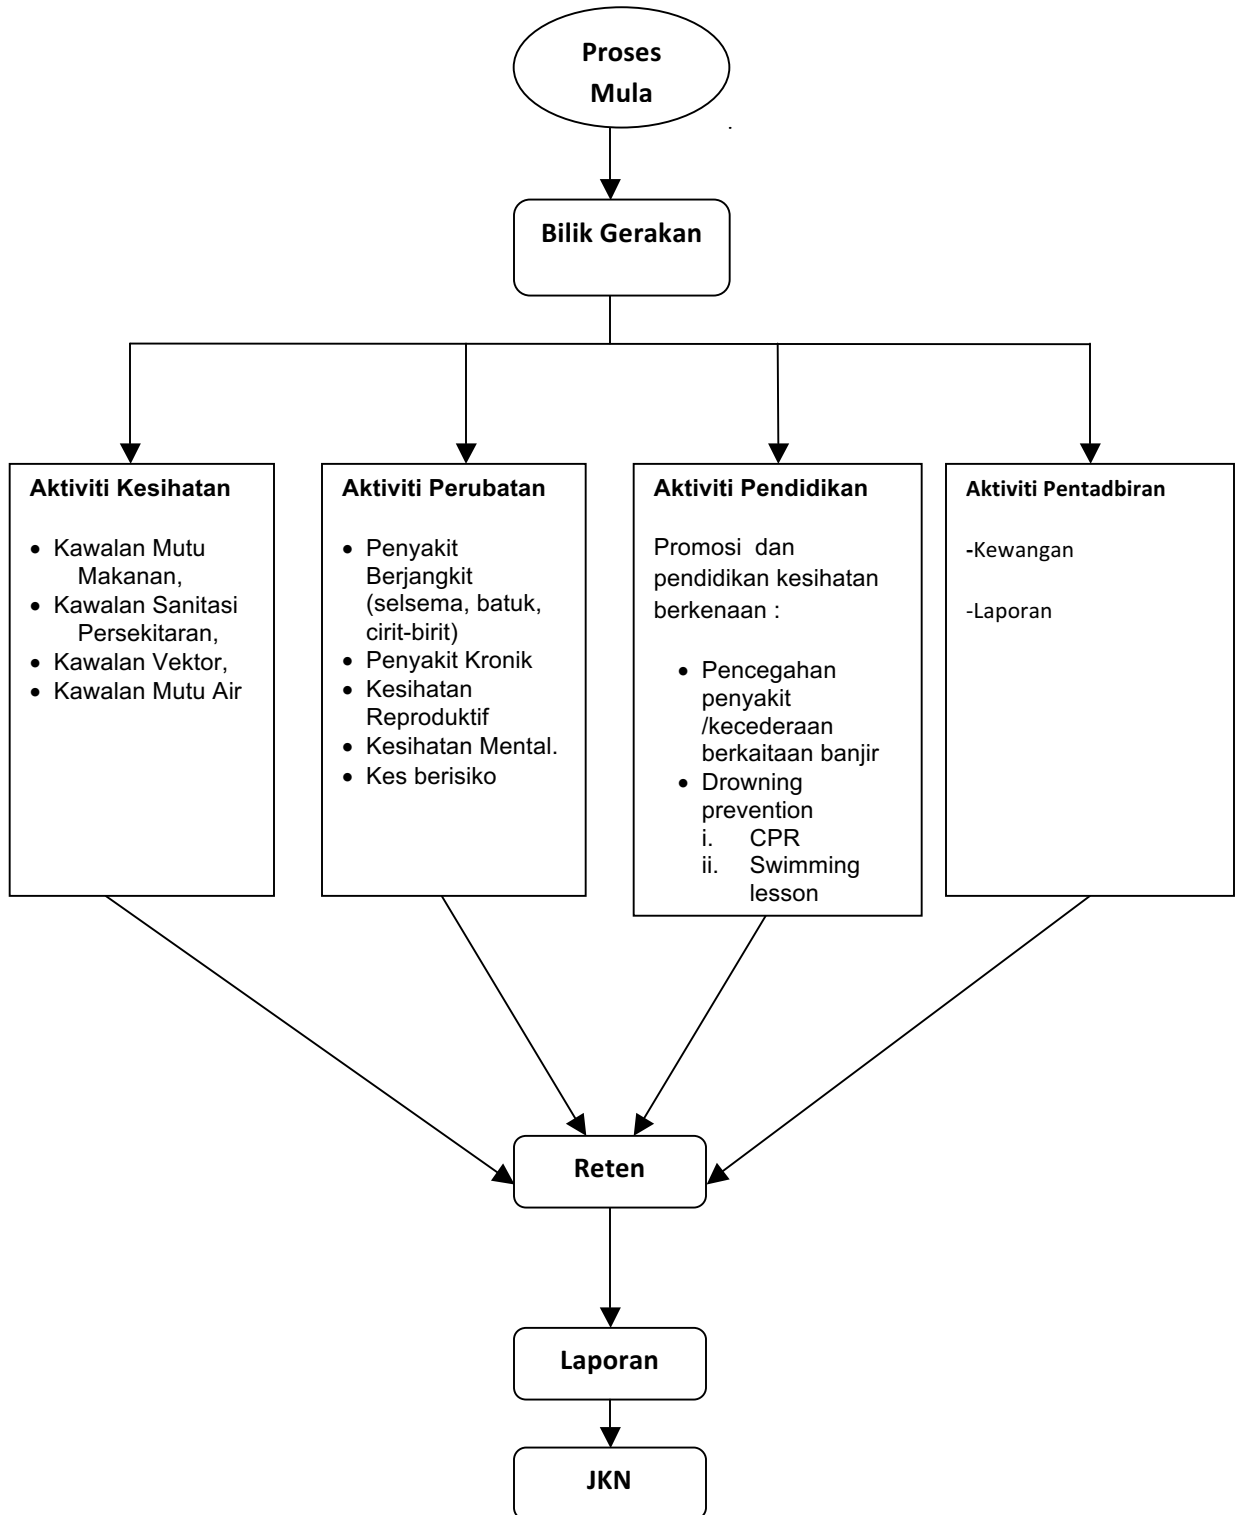 Proses
Mula
Bilik Gerakan
Aktiviti Kesihatan
• Kawalan Mutu
Makanan,
• Kawalan Sanitasi
Persekitaran,
• Kawalan Vektor,
• Kawalan Mutu Air
Aktiviti Perubatan
• Penyakit
Berjangkit
(selsema, batuk,
cirit-birit)
• Penyakit Kronik
• Kesihatan
Reproduktif
• Kesihatan Mental.
• Kes berisiko
Aktiviti Pendidikan
Promosi dan
pendidikan kesihatan
berkenaan :
• Pencegahan
penyakit
/kecederaan
berkaitaan banjir
• Drowning
prevention
i. CPR
ii. Swimming
lesson
Aktiviti Pentadbiran
-Kewangan
-Laporan
Reten
Laporan
JKN